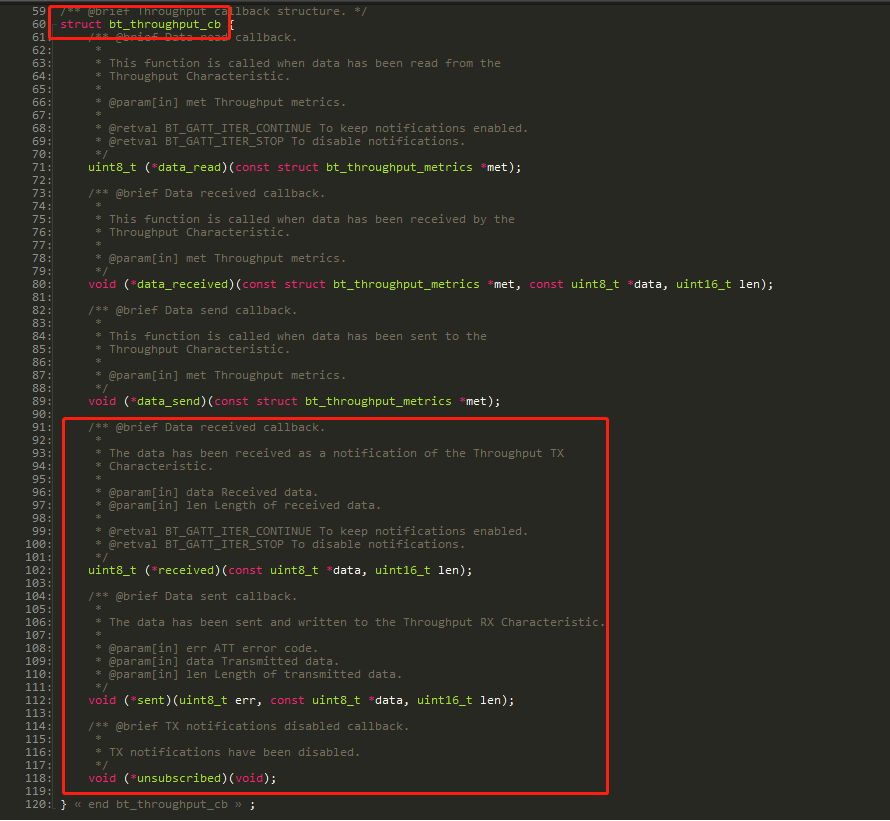 59: /** @brief Throughput callback structure. */
60: struct bt_throughput_cb {
61: /** @brief Data read callback.
62: *
63: * This function is called when data has been read from the
64: * Throughput Characteristic.
65: *
66: * @param[in] met Throughput metrics.
67: *
68: * @retval BT_GATT_ITER_CONTINUE To keep notifications enabled.
69: * @retval BT_GATT_ITER_STOP To disable notifications.
70: */
71: uint8_t (*data_read)(const struct bt_throughput_metrics *met);
72:
73: /** @brief Data received callback.
74: *
75: * This function is called when data has been received by the
76: * Throughput Characteristic.
77: *
78: * @param[in] met Throughput metrics.
79: */
80: void (*data_received)(const struct bt_throughput_metrics *met, const uint8_t *data, uint16_t len);
81:
82: /** @brief Data send callback.
83: *
84: * This function is called when data has been sent to the
85: * Throughput Characteristic.
86: *
87: * @param[in] met Throughput metrics.
88: */
89: void (*data_send)(const struct bt_throughput_metrics *met);
90:
91: /** @brief Data received callback.
92: *
93: * The data has been received as a notification of the Throughput TX
94: * Characteristic.
95: *
96: * @param[in] data Received data.
97: * @param[in] len Length of received data.
98: *
99: * @retval BT_GATT_ITER_CONTINUE To keep notifications enabled.
100: * @retval BT_GATT_ITER_STOP To disable notifications.
101: */
102: uint8_t (*received)(const uint8_t *data, uint16_t len);
103:
104: /** @brief Data sent callback.
105: *
106: * The data has been sent and written to the Throughput RX Characteristic.
107: *
108: * @param[in] err ATT error code.
109: * @param[in] data Transmitted data.
110: * @param[in] len Length of transmitted data.
111: */
112: void (*sent)(uint8_t err, const uint8_t *data, uint16_t len);
113:
114: /** @brief TX notifications disabled callback.
115: *
116: * TX notifications have been disabled.
117: */
118: void (*unsubscribed)(void);
119:
120: } « end bt_throughput_cb » ;